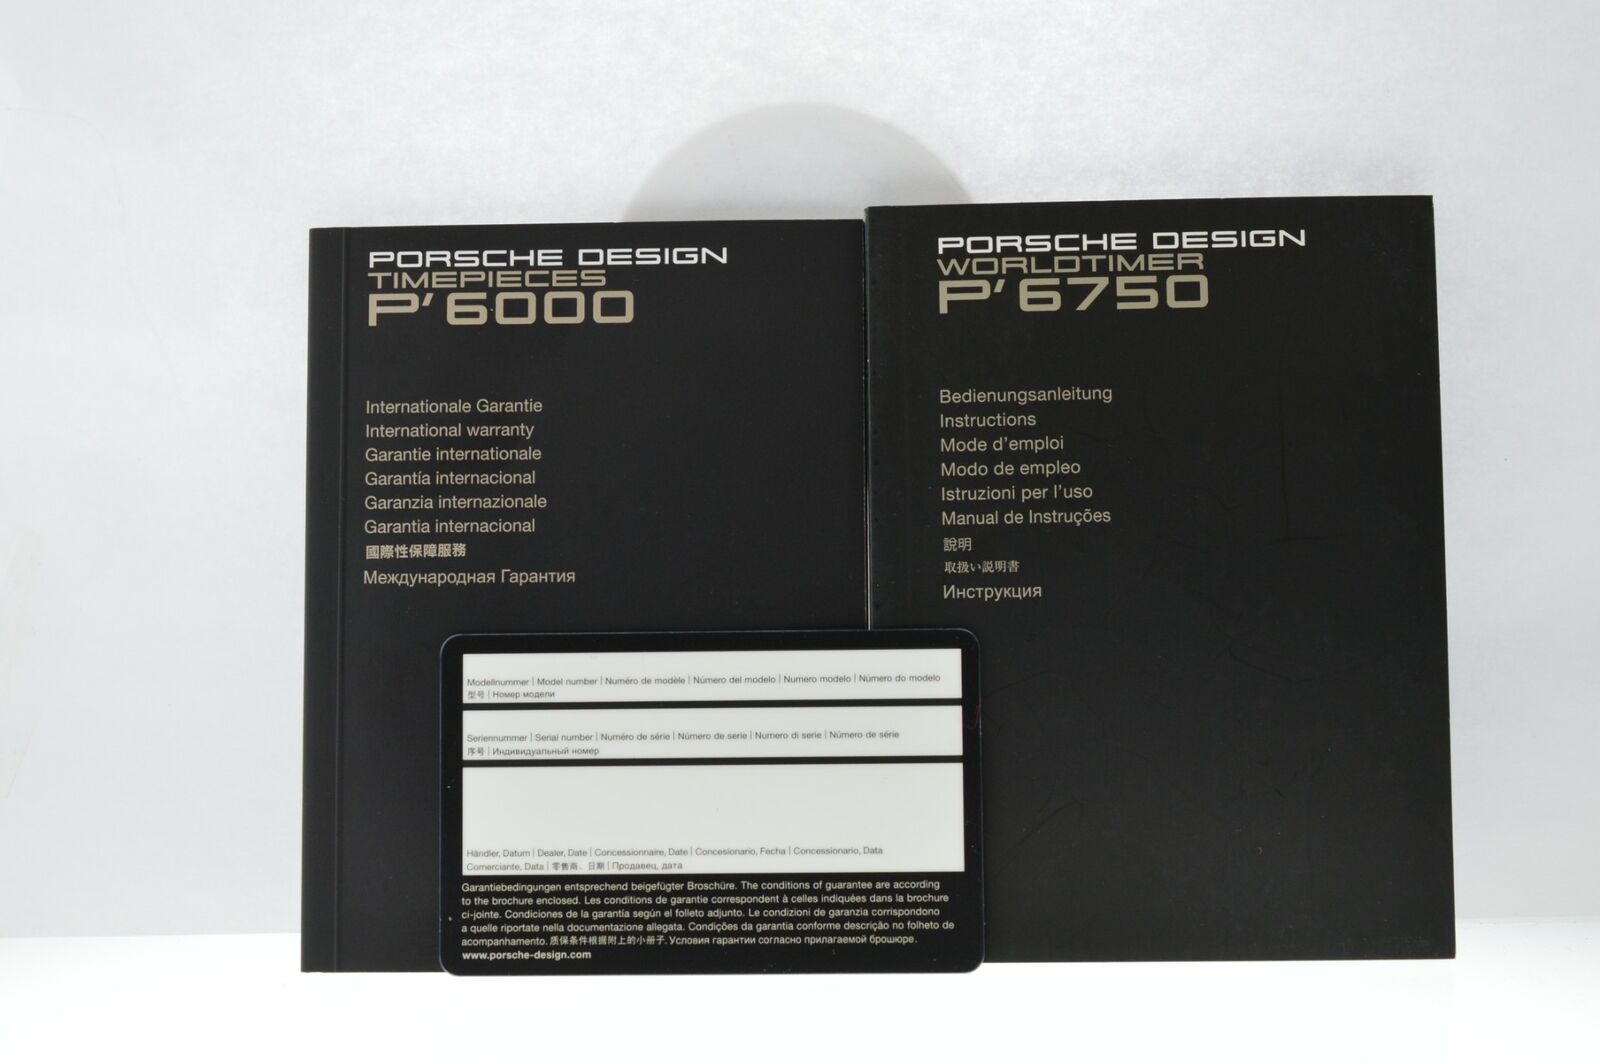 PORSCHE DESIGN
TIMEPIECES
P'6000
Internationale Garantie
International warranty
Garantie internationale
Garantía internacional
Garanzia internazionale
Garantia internacional
國際性保障服務
Международная Гарантия
PORSCHE DESIGN
WORLDTIMER
P'6750
Bedienungsanleitung
Instructions
Mode d'emploi
Modo de empleo
Istruzioni per l'uso
Manual de Instruções
說明
取扱い説明書
Инструкция
Modellnummer | Model number | Numéro de modèle | Número del modelo | Numero modelo | Número do modelo
型号 | Номер модели
Seriennummer | Serial number | Numéro de série | Número de serie | Numero di serie | Número de série
序号 | Индивидуальный номер
Händler, Datum | Dealer, Date | Concessionnaire, Date | Concesionario, Fecha | Concessionario, Data
Comerciante, Data | 零售商、日期 | Продавец, дата
Garantiebedingungen entsprechend beigefügter Broschüre. The conditions of guarantee are according
to the brochure enclosed. Les conditions de garantie correspondent à celles indiquées dans la brochure
ci-jointe. Condiciones de la garantía según el folleto adjunto. Le condizioni di garanzia corrispondono
a quelle riportate nella documentazione allegata. Condições da garantia conforme descrição no folheto de
acompanhamento. 质保条件根据附上的小册子. Условия гарантии согласно прилагаемой брошюре.
www.porsche-design.com